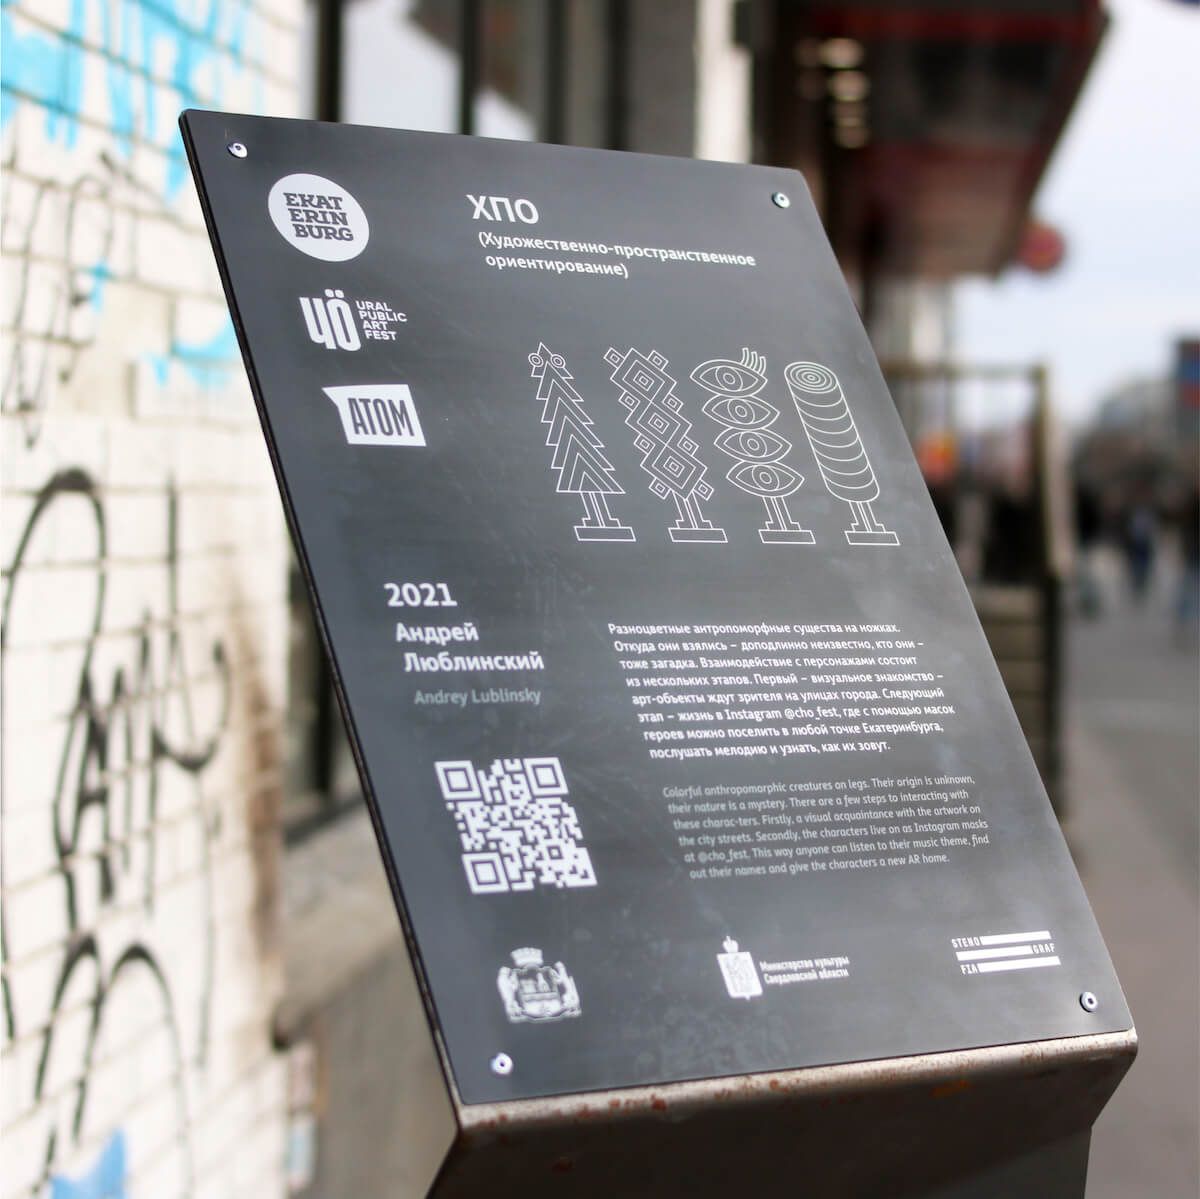 EKAT
ERIN
BURG
ХПО
(Художественно-пространственное
ориентирование)
ЧÖ
URAL
PUBLIC
ART
FEST
ATOM
2021
Андрей
Люблинский
Andrey Lublinsky
Разноцветные антропоморфные существа на ножках.
Откуда они взялись – доподлинно неизвестно, кто они –
тоже загадка. Взаимодействие с персонажами состоит
из нескольких этапов. Первый – визуальное знакомство –
арт-объекты ждут зрителя на улицах города. Следующий
этап – жизнь в Instagram @cho_fest, где с помощью масок
героев можно поселить в любой точке Екатеринбурга,
послушать мелодию и узнать, как их зовут.
Colorful anthropomorphic creatures on legs. Their origin is unknown,
their nature is a mystery. There are a few steps to interacting with
these charac-ters. Firstly, a visual acquaintance with the artwork on
the city streets. Secondly, the characters live on as Instagram masks
at @cho_fest. This way anyone can listen to their music theme, find
out their names and give the characters a new AR home.
Министерство культуры
Свердловской области
STENO
GRAF
FIA